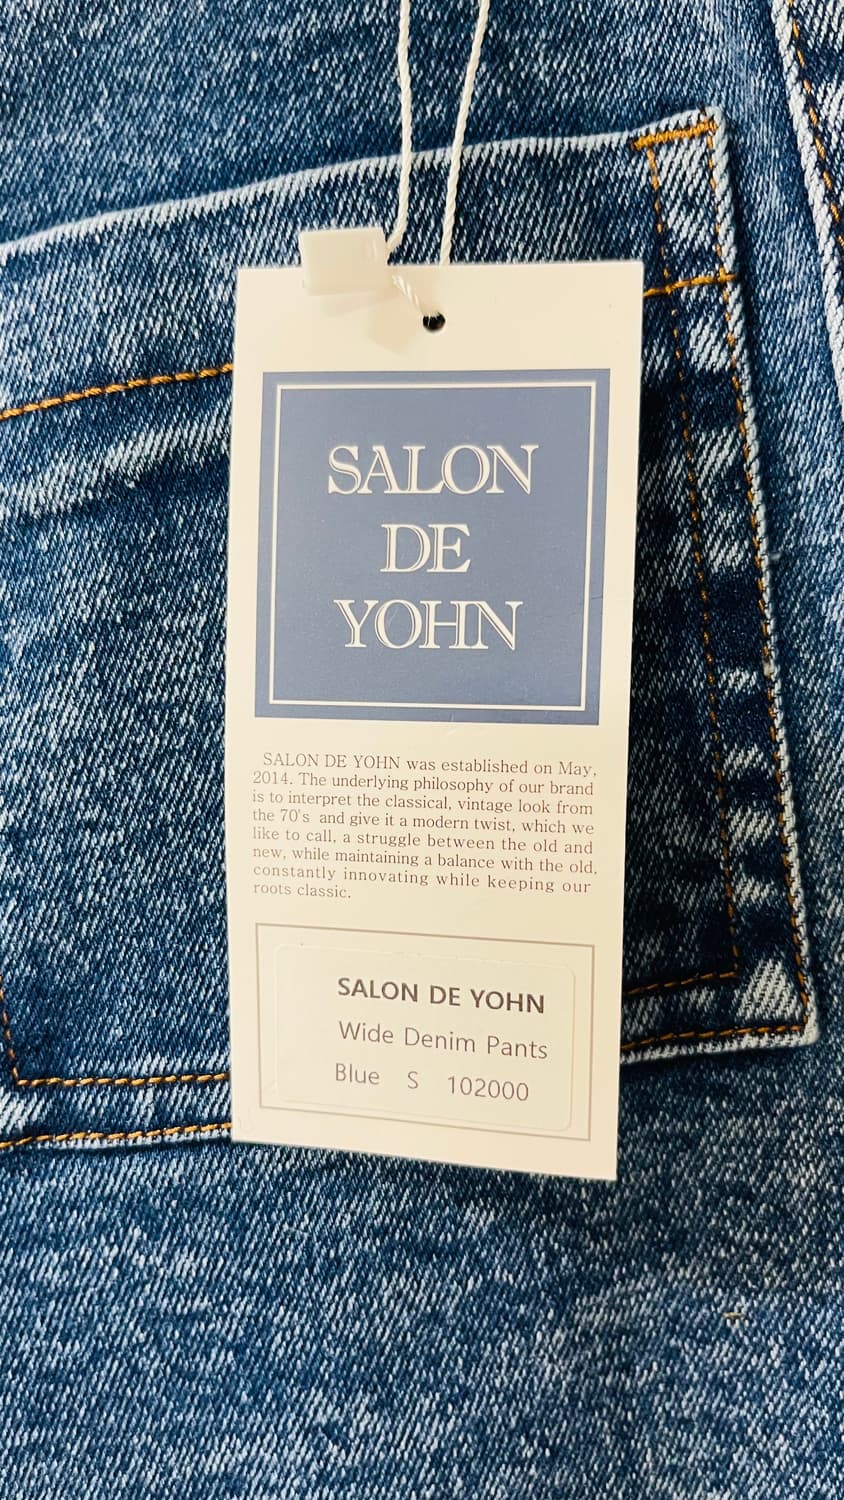 SALON
DE
YOHN
SALON DE YOHN was established on May,
2014. The underlying philosophy of our brand
is to interpret the classical, vintage look from
the 70's and give it a modern twist, which we
like to call, a struggle between the old and
new, while maintaining a balance with the old,
constantly innovating while keeping our
roots classic.
SALON DE YOHN
Wide Denim Pants
Blue S 102000